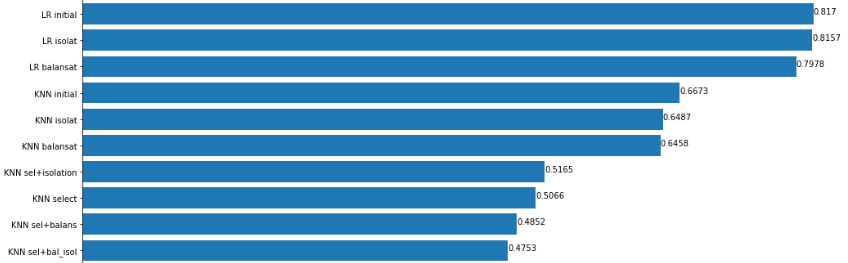 LR initial 0.817
LR isolat 0.8157
LR balansat 0.7978
KNN initial 0.6673
KNN isolat 0.6487
KNN balansat 0.6458
KNN sel+isolation 0.5165
KNN select 0.5066
KNN sel+balans 0.4852
KNN sel+bal_isol 0.4753